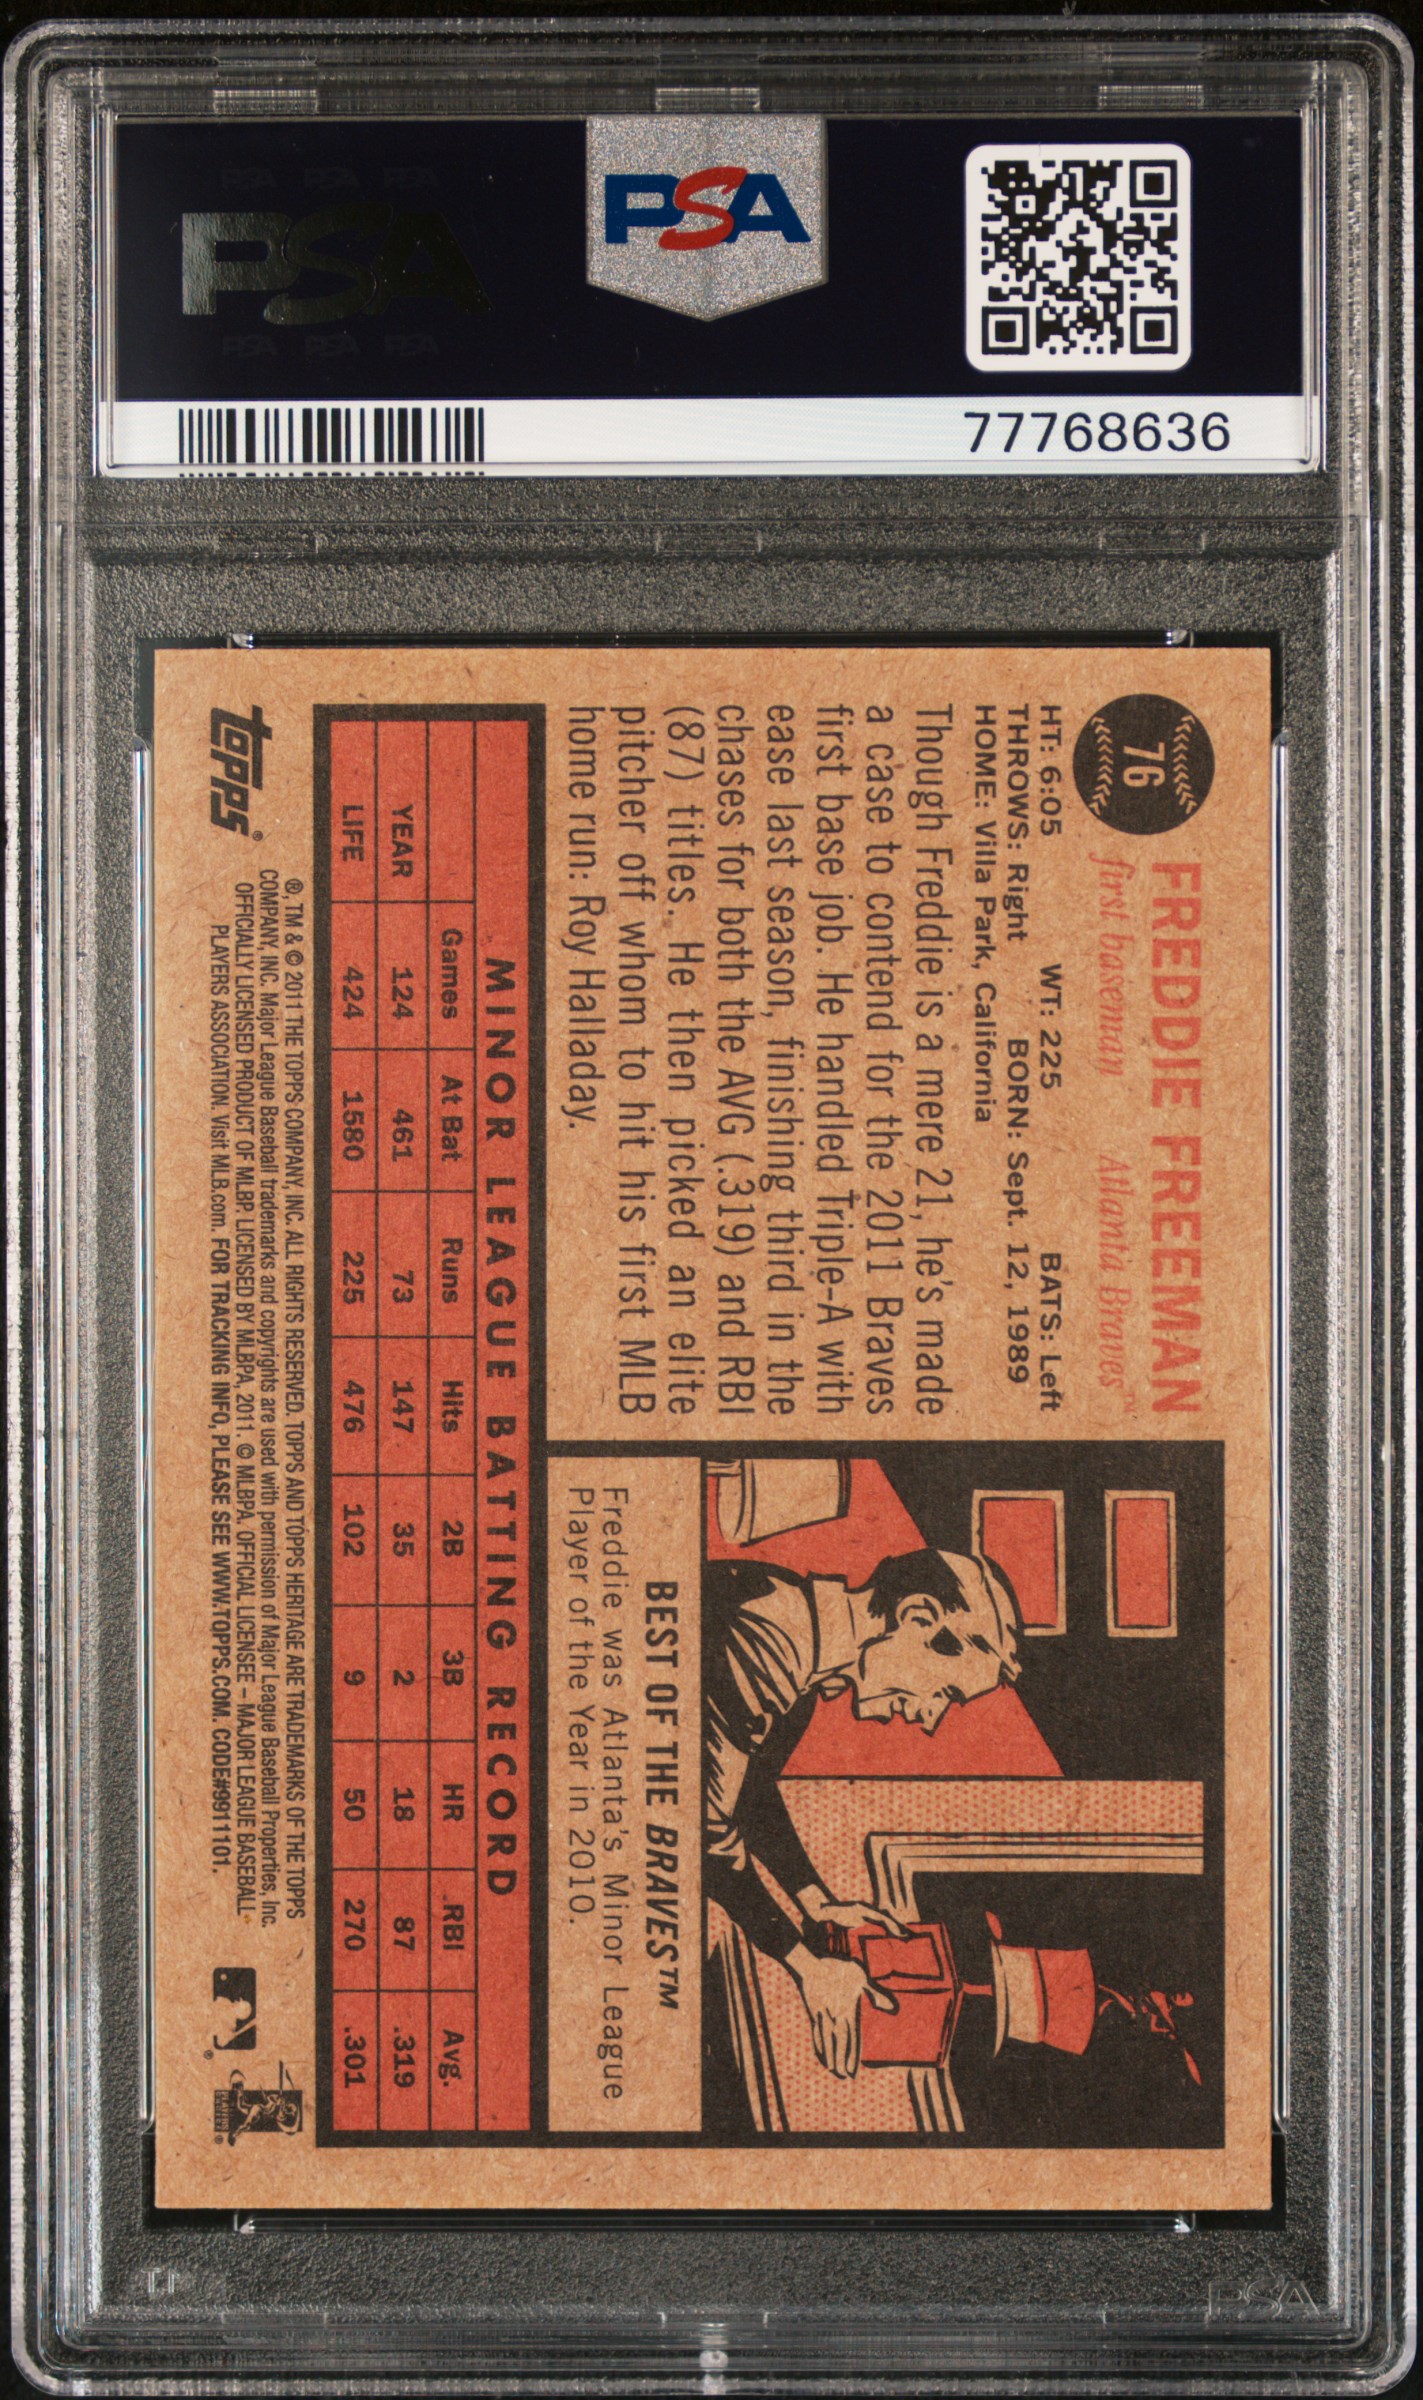 PSA PSA PSA
PSA
PSA PSA PSA
PSA
77768636
76
FREDDIE FREEMAN
first baseman Atlanta Braves™
HT: 6:05 WT: 225 BATS: Left
THROWS: Right BORN: Sept. 12, 1989
HOME: Villa Park, California
Though Freddie is a mere 21, he's made
a case to contend for the 2011 Braves
first base job. He handled Triple-A with
ease last season, finishing third in the
chases for both the AVG (.319) and RBI
(87) titles. He then picked an elite
pitcher off whom to hit his first MLB
home run: Roy Halladay.
BEST OF THE BRAVES™
Freddie was Atlanta's Minor League
Player of the Year in 2010.
MINOR LEAGUE BATTING RECORD
Games At Bat Runs Hits 2B 3B HR RBI Avg.
YEAR 124 461 73 147 35 2 18 87 .319
LIFE 424 1580 225 476 102 9 50 270 .301
topps®
®, TM & © 2011 THE TOPPS COMPANY, INC. ALL RIGHTS RESERVED. TOPPS AND TOPPS HERITAGE ARE TRADEMARKS OF THE TOPPS
COMPANY, INC. Major League Baseball trademarks and copyrights are used with permission of Major League Baseball Properties, Inc.
OFFICIALLY LICENSED PRODUCT OF MLBP. LICENSED BY MLBPA, 2011. © MLBPA. OFFICIAL LICENSEE – MAJOR LEAGUE BASEBALL
PLAYERS ASSOCIATION. Visit MLB.com. FOR TRACKING INFO, PLEASE SEE WWW.TOPPS.COM. CODE#9911101.
PSA